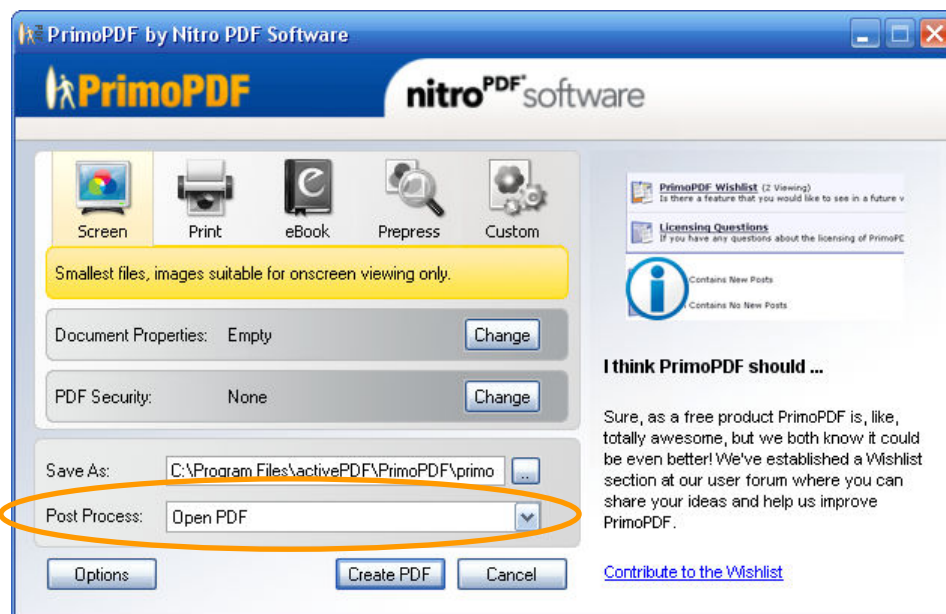 PrimoPDF by Nitro PDF Software
PrimoPDF
nitro PDF® software
Screen Print eBook Prepress Custom
Smallest files, images suitable for onscreen viewing only.
Document Properties: Empty Change
PDF Security: None Change
Save As: C:\Program Files\activePDF\PrimoPDF\primo ..
Post Process: Open PDF
Options Create PDF Cancel
PrimoPDF Wishlist (2 Viewing)
Is there a feature that you would like to see in a future v
Licensing Questions
If you have any questions about the licensing of PrimoPD
Contains New Posts
Contains No New Posts
I think PrimoPDF should ...
Sure, as a free product PrimoPDF is, like,
totally awesome, but we both know it could
be even better! We've established a Wishlist
section at our user forum where you can
share your ideas and help us improve
PrimoPDF.
Contribute to the Wishlist